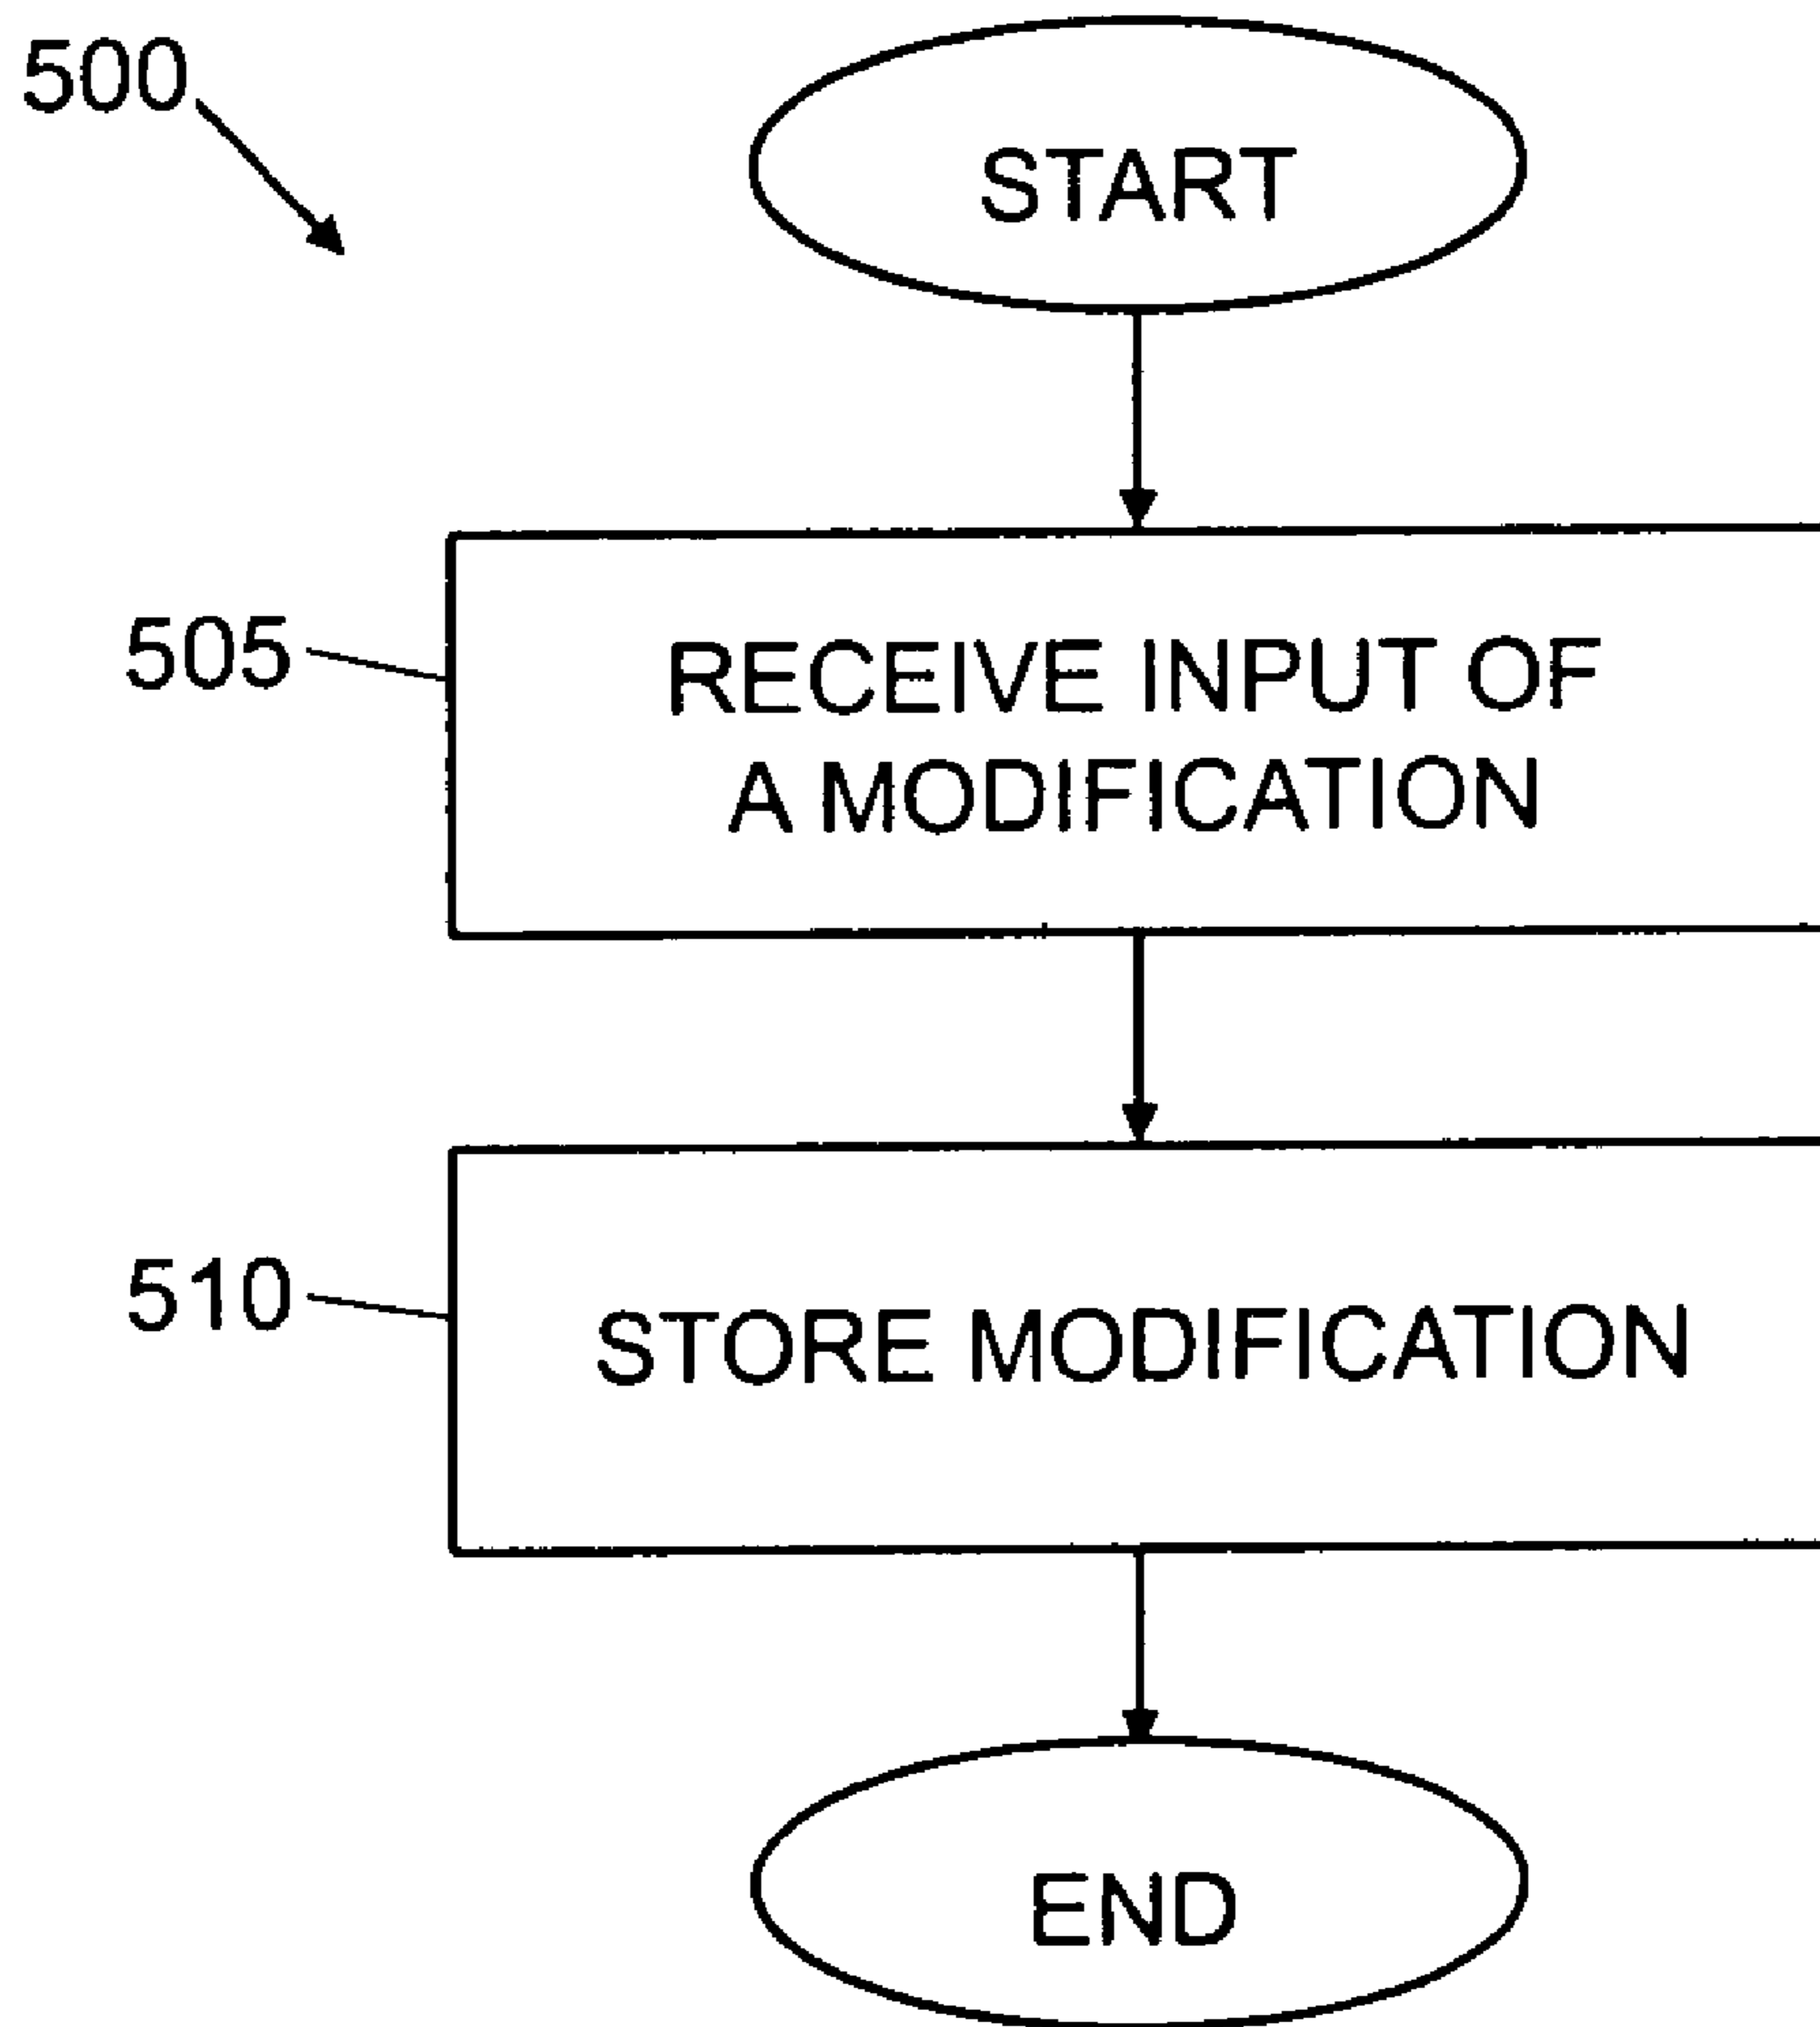 500
START
505
RECEIVE INPUT OF
A MODIFICATION
510
STORE MODIFICATION
END